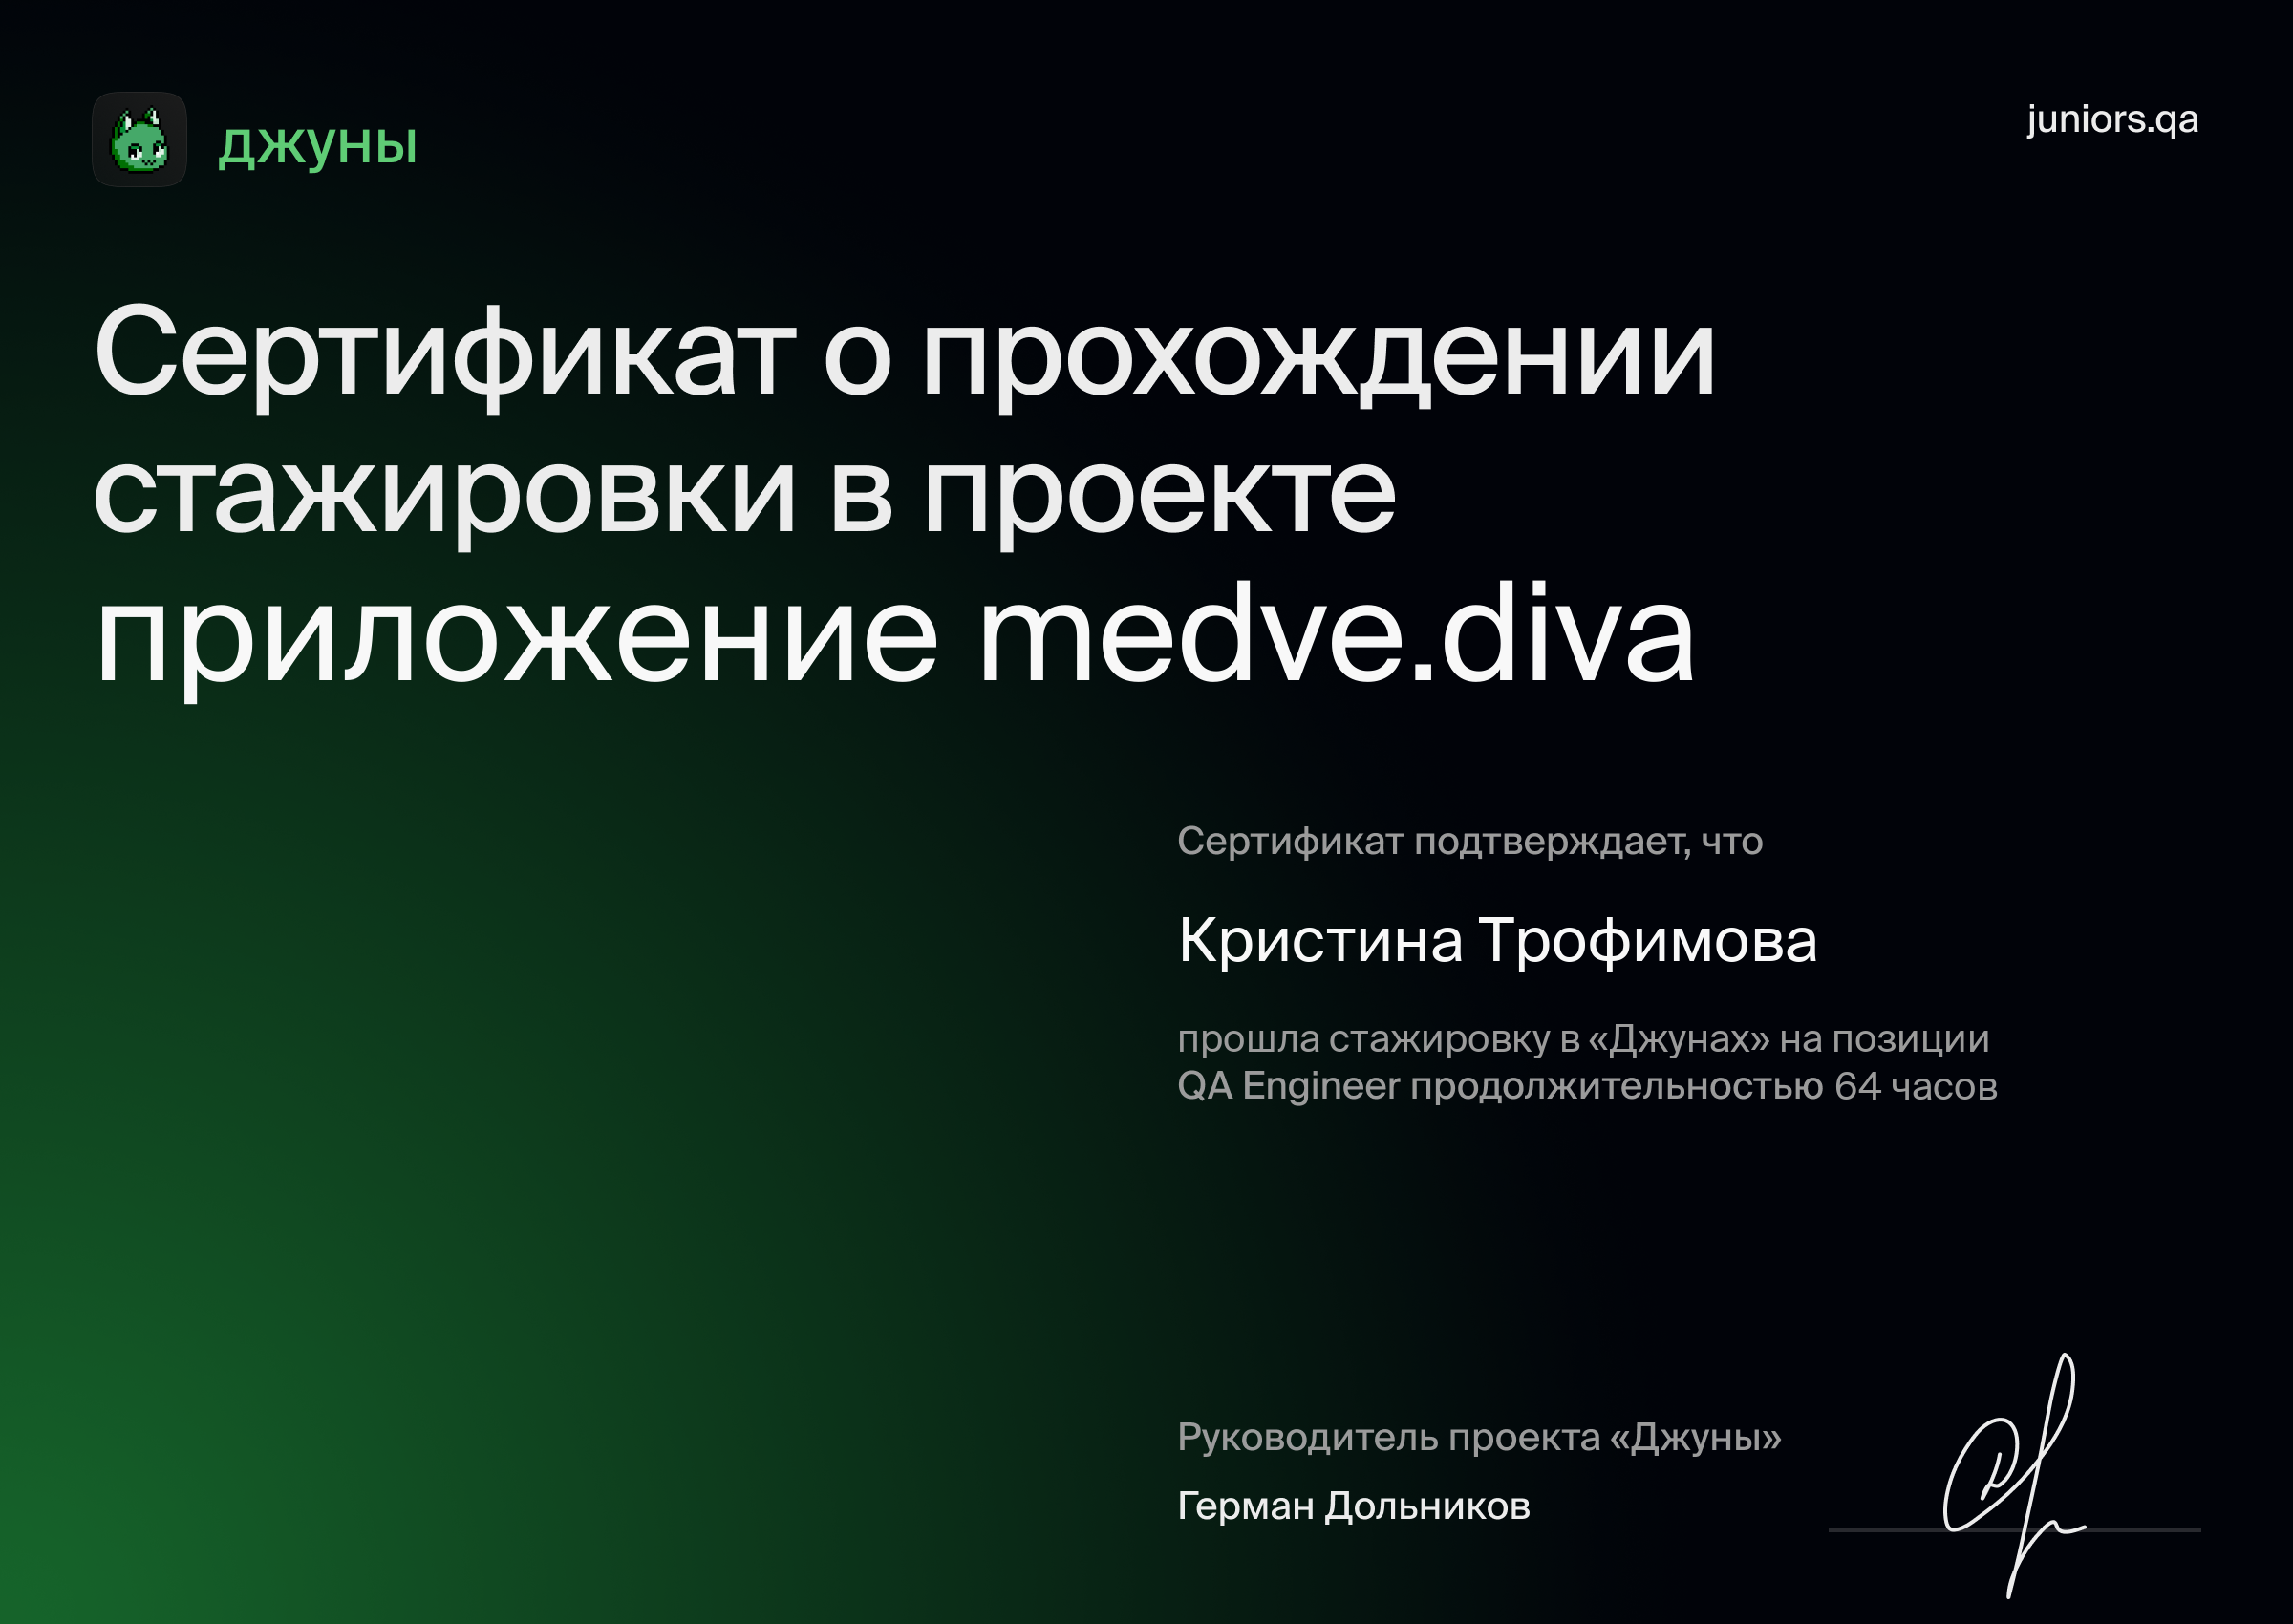 джуны
juniors.qa
Сертификат о прохождении
стажировки в проекте
приложение medve.diva
Сертификат подтверждает, что
Кристина Трофимова
прошла стажировку в «Джунах» на позиции
QA Engineer продолжительностью 64 часов
Руководитель проекта «Джуны»
Герман Дольников